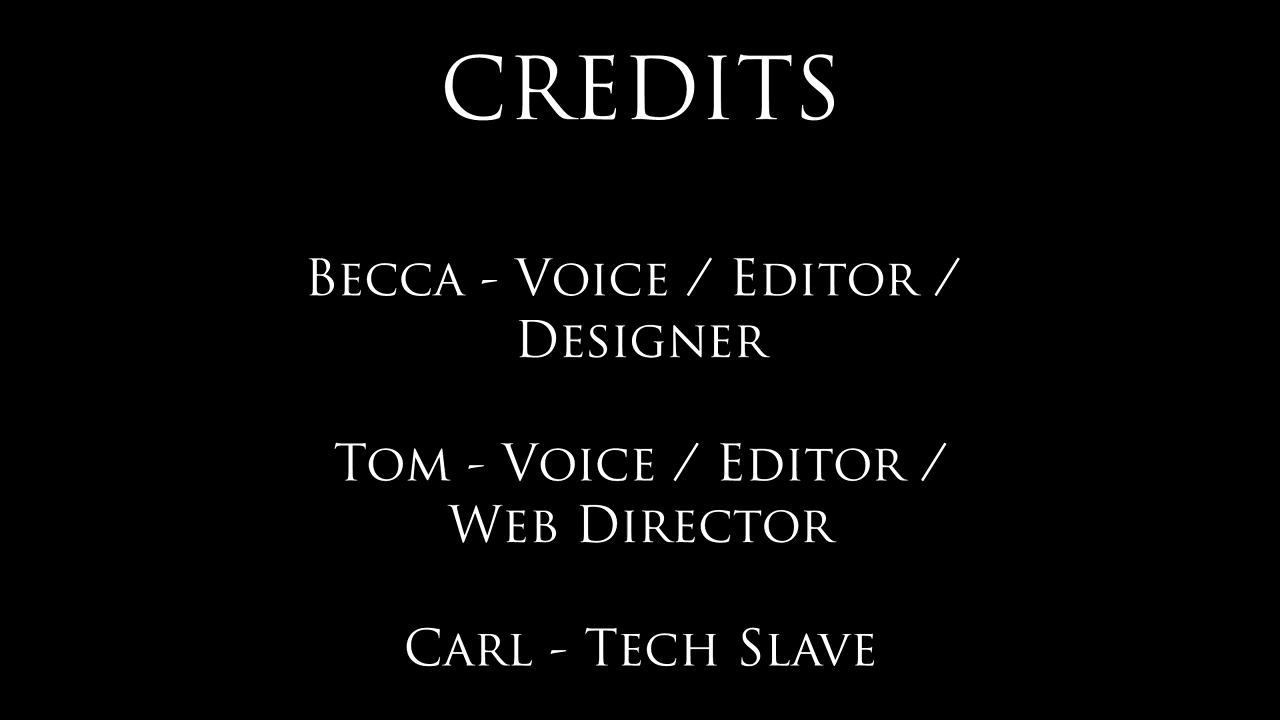 CREDITS
BECCA - VOICE / EDITOR /
DESIGNER
TOM - VOICE / EDITOR /
WEB DIRECTOR
CARL - TECH SLAVE